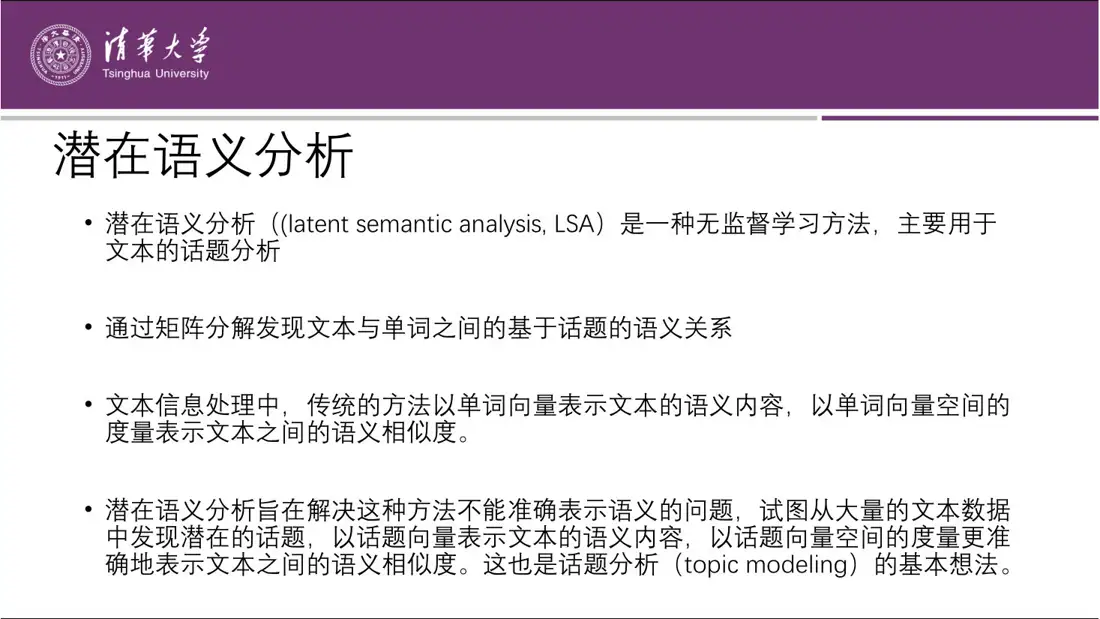 清华大学
Tsinghua University
潜在语义分析
• 潜在语义分析（(latent semantic analysis, LSA）是一种无监督学习方法，主要用于
文本的话题分析
• 通过矩阵分解发现文本与单词之间的基于话题的语义关系
• 文本信息处理中，传统的方法以单词向量表示文本的语义内容，以单词向量空间的
度量表示文本之间的语义相似度。
• 潜在语义分析旨在解决这种方法不能准确表示语义的问题，试图从大量的文本数据
中发现潜在的话题，以话题向量表示文本的语义内容，以话题向量空间的度量更准
确地表示文本之间的语义相似度。这也是话题分析（topic modeling）的基本想法。